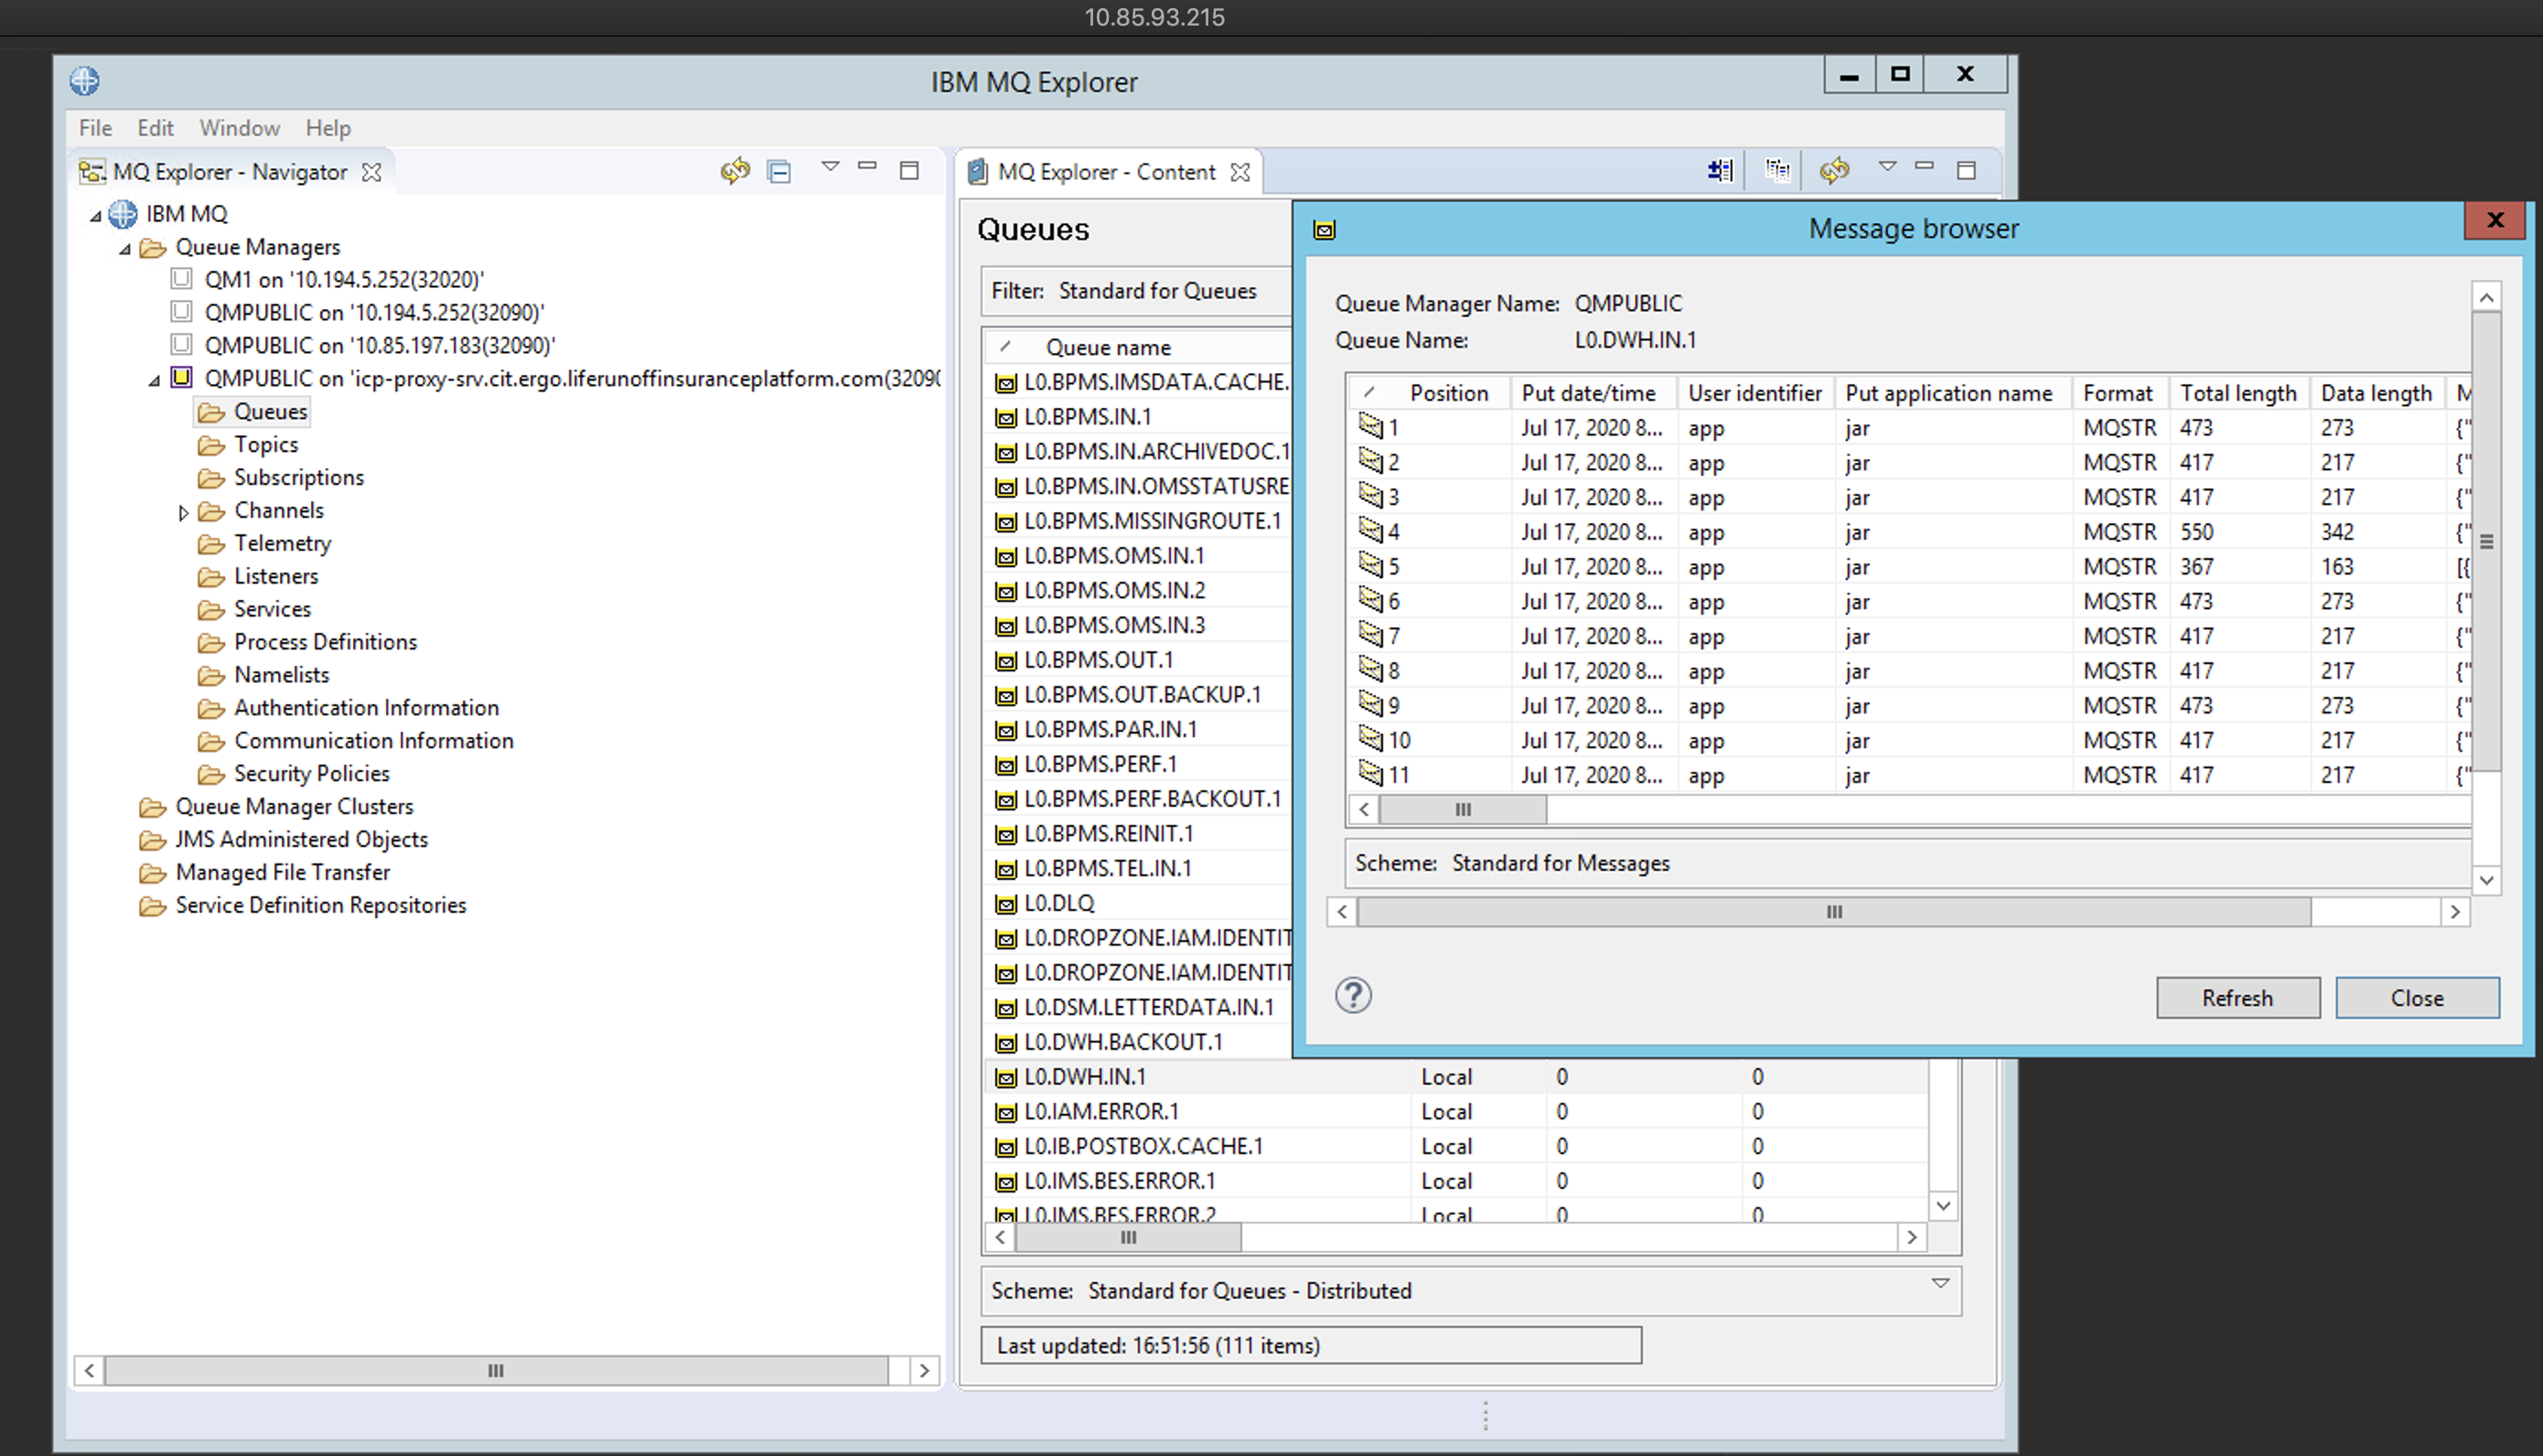 10.85.93.215
IBM MQ Explorer
File Edit Window Help
MQ Explorer - Navigator
IBM MQ
Queue Managers
QM1 on '10.194.5.252(32020)'
QMPUBLIC on '10.194.5.252(32090)'
QMPUBLIC on '10.85.197.183(32090)'
QMPUBLIC on 'icp-proxy-srv.cit.ergo.liferunoffinsuranceplatform.com(3209
Queues
Topics
Subscriptions
Channels
Telemetry
Listeners
Services
Process Definitions
Namelists
Authentication Information
Communication Information
Security Policies
Queue Manager Clusters
JMS Administered Objects
Managed File Transfer
Service Definition Repositories
MQ Explorer - Content
Queues
Filter: Standard for Queues
Queue name
L0.BPMS.IMSDATA.CACHE.
L0.BPMS.IN.1
L0.BPMS.IN.ARCHIVEDOC.1
L0.BPMS.IN.OMSSTATUSRE
L0.BPMS.MISSINGROUTE.1
L0.BPMS.OMS.IN.1
L0.BPMS.OMS.IN.2
L0.BPMS.OMS.IN.3
L0.BPMS.OUT.1
L0.BPMS.OUT.BACKUP.1
L0.BPMS.PAR.IN.1
L0.BPMS.PERF.1
L0.BPMS.PERF.BACKOUT.1
L0.BPMS.REINIT.1
L0.BPMS.TEL.IN.1
L0.DLQ
L0.DROPZONE.IAM.IDENTIT
L0.DROPZONE.IAM.IDENTIT
L0.DSM.LETTERDATA.IN.1
L0.DWH.BACKOUT.1
L0.DWH.IN.1 Local 0 0
L0.IAM.ERROR.1 Local 0 0
L0.IB.POSTBOX.CACHE.1 Local 0 0
L0.IMS.BES.ERROR.1 Local 0 0
L0.IMS.BES.ERROR.2 Local 0 0
Scheme: Standard for Queues - Distributed
Last updated: 16:51:56 (111 items)
Message browser
Queue Manager Name: QMPUBLIC
Queue Name: L0.DWH.IN.1
Position Put date/time User identifier Put application name Format Total length Data length M
1 Jul 17, 2020 8... app jar MQSTR 473 273 {"
2 Jul 17, 2020 8... app jar MQSTR 417 217 {"
3 Jul 17, 2020 8... app jar MQSTR 417 217 {"
4 Jul 17, 2020 8... app jar MQSTR 550 342 {"
5 Jul 17, 2020 8... app jar MQSTR 367 163 [{
6 Jul 17, 2020 8... app jar MQSTR 473 273 {"
7 Jul 17, 2020 8... app jar MQSTR 417 217 {"
8 Jul 17, 2020 8... app jar MQSTR 417 217 {"
9 Jul 17, 2020 8... app jar MQSTR 473 273 {"
10 Jul 17, 2020 8... app jar MQSTR 417 217 {"
11 Jul 17, 2020 8... app jar MQSTR 417 217 {"
Scheme: Standard for Messages
Refresh Close